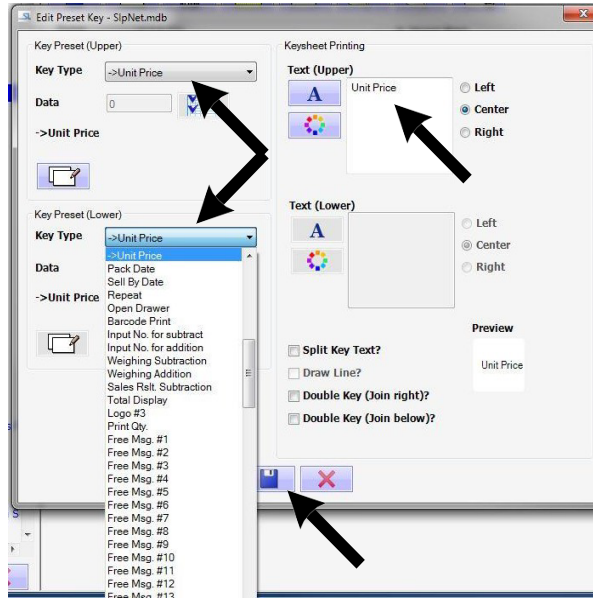 Edit Preset Key - SlpNet.mdb
Key Preset (Upper)
Key Type ->Unit Price
Data 0
->Unit Price
Key Preset (Lower)
Key Type ->Unit Price
Data
->Unit Price
->Unit Price
Pack Date
Sell By Date
Repeat
Open Drawer
Barcode Print
Input No. for subtract
Input No. for addition
Weighing Subtraction
Weighing Addition
Sales Rslt. Subtraction
Total Display
Logo #3
Print Qty.
Free Msg. #1
Free Msg. #2
Free Msg. #3
Free Msg. #4
Free Msg. #5
Free Msg. #6
Free Msg. #7
Free Msg. #8
Free Msg. #9
Free Msg. #10
Free Msg. #11
Free Msg. #12
Free Msg. #13
Keysheet Printing
Text (Upper)
A
Unit Price
Left
Center
Right
Text (Lower)
A
Left
Center
Right
Preview
Unit Price
Split Key Text?
Draw Line?
Double Key (Join right)?
Double Key (Join below)?